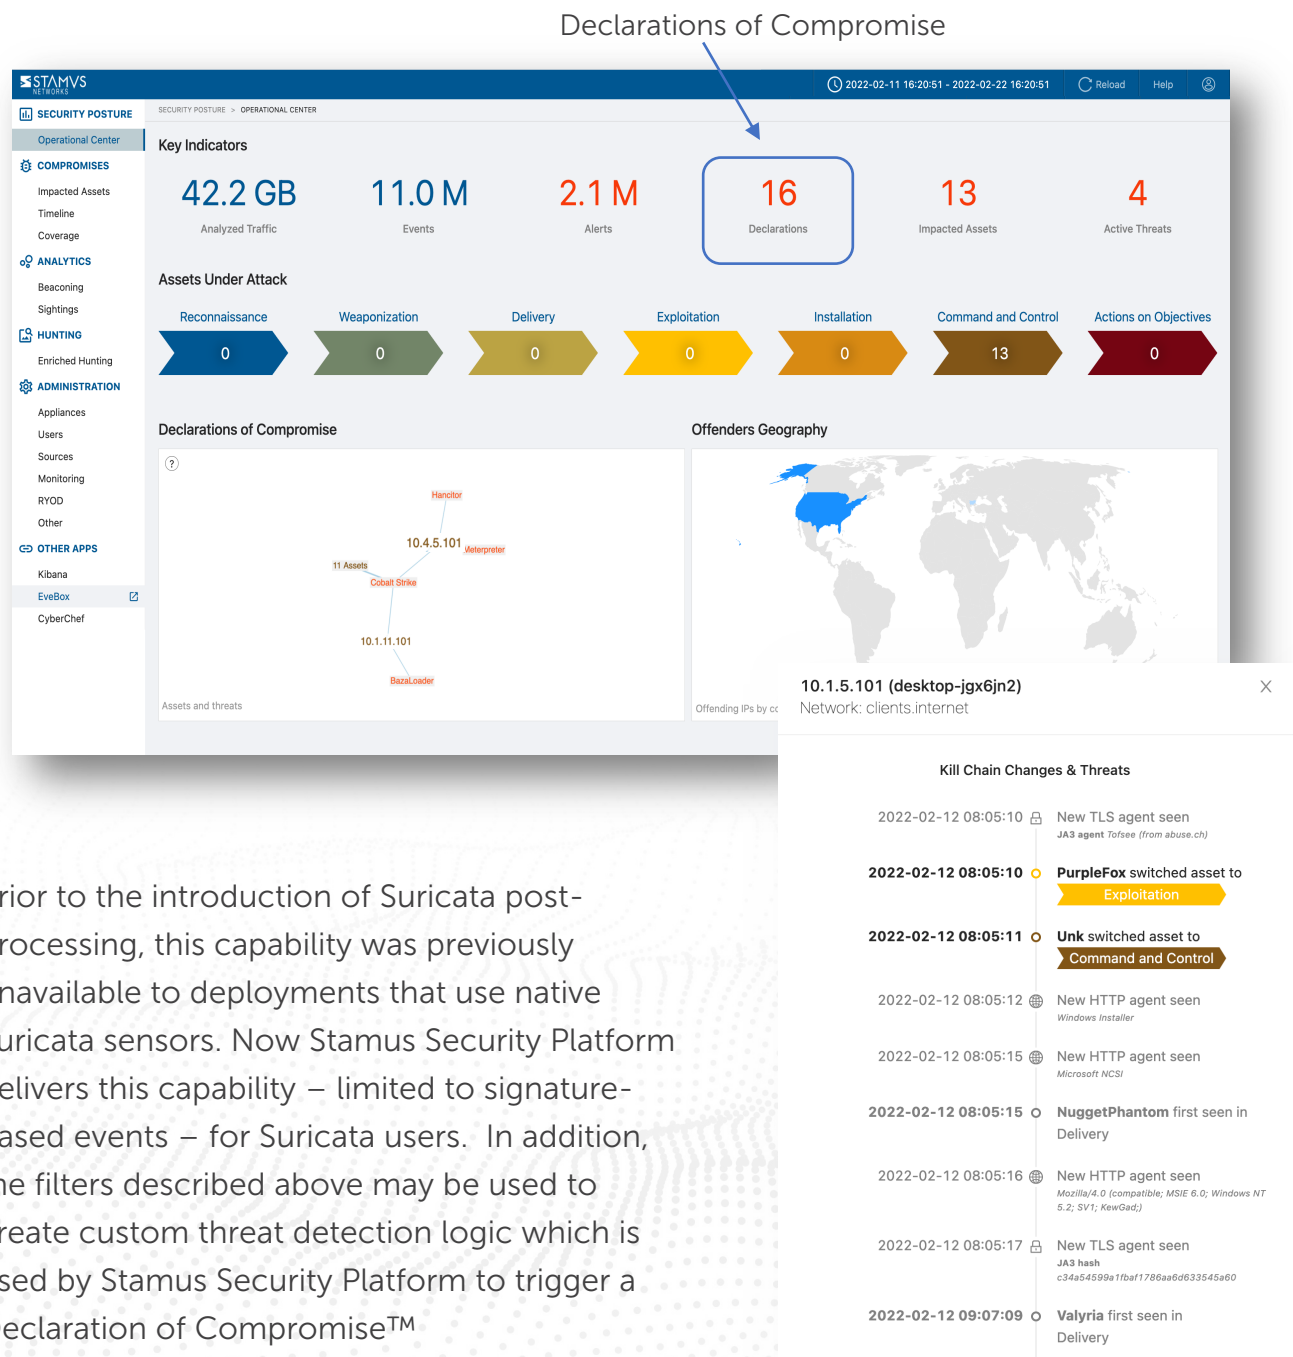 Declarations of Compromise
STAMVS
NETWORKS
2022-02-11 16:20:51 - 2022-02-22 16:20:51
Reload
Help
SECURITY POSTURE
Operational Center
COMPROMISES
Impacted Assets
Timeline
Coverage
ANALYTICS
Beaconing
Sightings
HUNTING
Enriched Hunting
ADMINISTRATION
Appliances
Users
Sources
Monitoring
RYOD
Other
OTHER APPS
Kibana
EveBox
CyberChef
SECURITY POSTURE > OPERATIONAL CENTER
Key Indicators
42.2 GB
Analyzed Traffic
11.0 M
Events
2.1 M
Alerts
16
Declarations
13
Impacted Assets
4
Active Threats
Assets Under Attack
Reconnaissance
0
Weaponization
0
Delivery
0
Exploitation
0
Installation
0
Command and Control
13
Actions on Objectives
0
Declarations of Compromise
?
Hancitor
10.4.5.101
Meterpreter
11 Assets
Cobalt Strike
10.1.11.101
BazaLoader
Assets and threats
Offenders Geography
Offending IPs by co
10.1.5.101 (desktop-jgx6jn2)
Network: clients.internet
Kill Chain Changes & Threats
2022-02-12 08:05:10 New TLS agent seen
JA3 agent Tofsee (from abuse.ch)
2022-02-12 08:05:10 PurpleFox switched asset to
Exploitation
2022-02-12 08:05:11 Unk switched asset to
Command and Control
2022-02-12 08:05:12 New HTTP agent seen
Windows Installer
2022-02-12 08:05:15 New HTTP agent seen
Microsoft NCSI
2022-02-12 08:05:15 NuggetPhantom first seen in
Delivery
2022-02-12 08:05:16 New HTTP agent seen
Mozilla/4.0 (compatible; MSIE 6.0; Windows NT
5.2; SV1; KewGad;)
2022-02-12 08:05:17 New TLS agent seen
JA3 hash
c34a54599a1fbaf1786aa6d633545a60
2022-02-12 09:07:09 Valyria first seen in
Delivery
rior to the introduction of Suricata post-
rocessing, this capability was previously
navailable to deployments that use native
uricata sensors. Now Stamus Security Platform
elivers this capability – limited to signature-
ased events – for Suricata users. In addition,
he filters described above may be used to
reate custom threat detection logic which is
sed by Stamus Security Platform to trigger a
eclaration of Compromise™